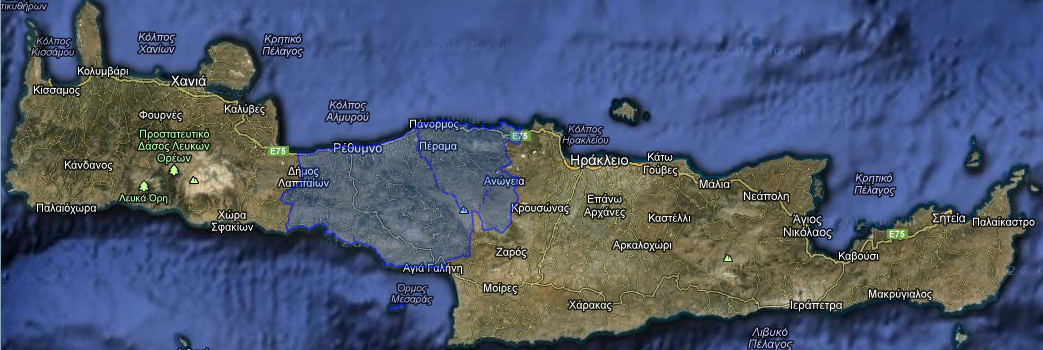 τικυθήρων
Κόλπος
Κισσάμου
Κολυμβάρι
Κίσσαμος
Κόλπος
Χανίων
Κρητικό
Πέλαγος
Χανιά
Φουρνές
Καλύβες
Προστατευτικό
Δάσος Λευκών
Ορέων
Κάνδανος
Λευκά Όρη
Παλαιόχωρα
Χώρα
Σφακίων
E75
Κόλπος
Αλμυρού
Ρέθυμνο
Δήμος
Λαππαίων
Πάνορμος
Πέραμα
E75
Ανώγεια
Κρουσώνας
Ζαρός
Αγιά Γαλήνη
Όρμος
Μεσαράς
Μοίρες
Κόλπος
Ηρακλείου
Ηράκλειο
Κάτω
Γούβες
Επάνω
Αρχάνες
Καστέλλι
Αρκαλοχώρι
Χάρακας
Μάλια
Νεάπολη
Άγιος
Νικόλαος
Κρητικό
Πέλαγος
E75
Σητεία
Παλαίκαστρο
Καβούσι
Μακρύγιαλος
Ιεράπετρα
Λιβυκό
Πέλαγος